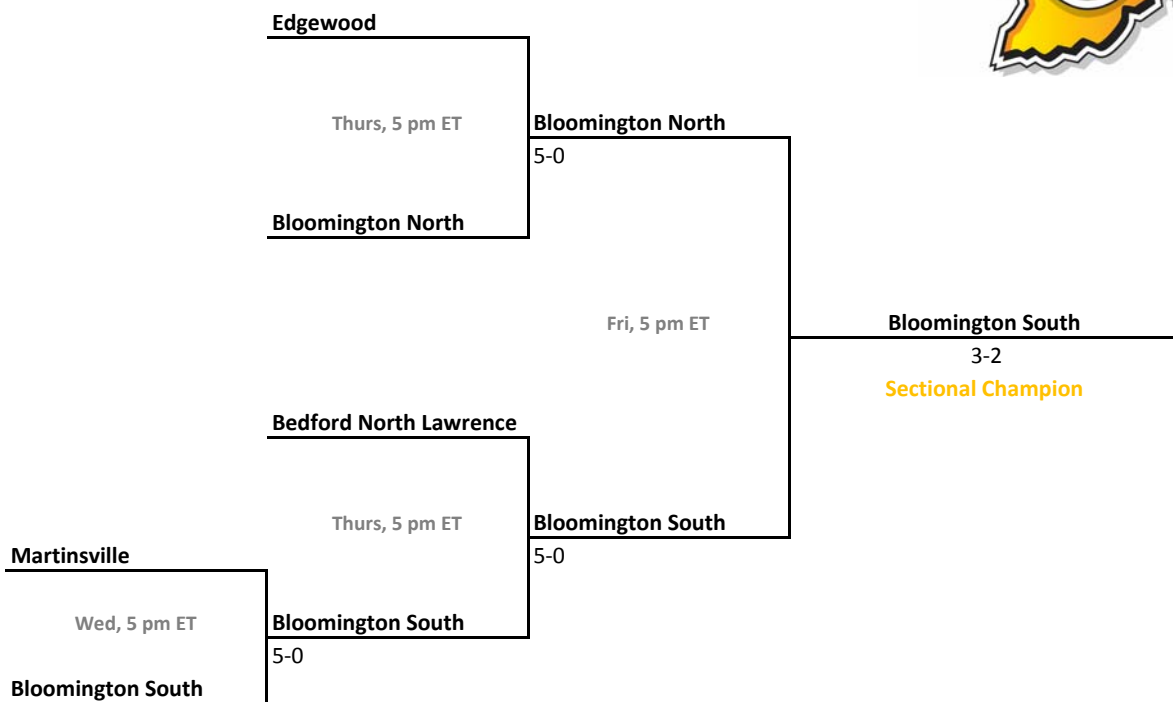 Edgewood
Thurs, 5 pm ET
Bloomington North
5-0
Bloomington North
Fri, 5 pm ET
Bloomington South
3-2
Sectional Champion
Bedford North Lawrence
Thurs, 5 pm ET
Bloomington South
5-0
Martinsville
Wed, 5 pm ET
Bloomington South
5-0
Bloomington South